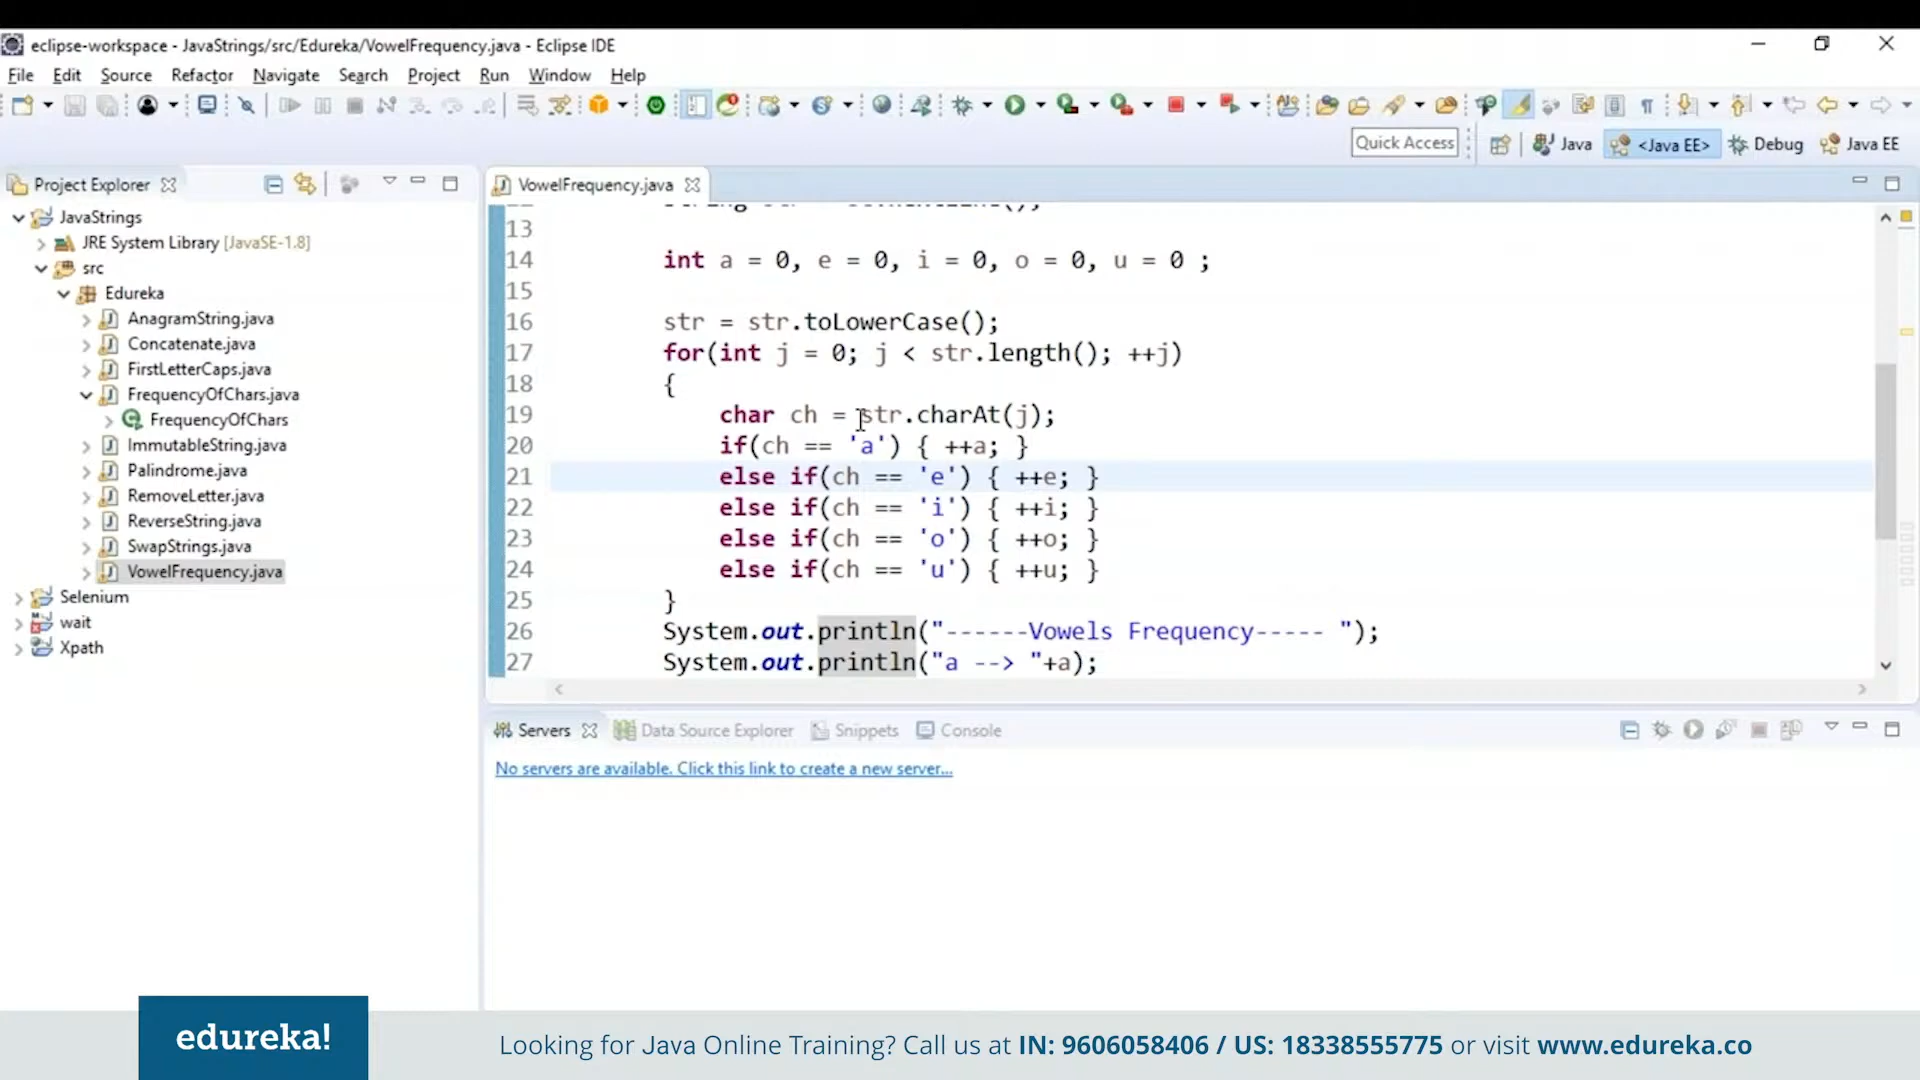 eclipse-workspace - JavaStrings/src/Edureka/VowelFrequency.java - Eclipse IDE
File Edit Source Refactor Navigate Search Project Run Window Help
Quick Access Java <Java EE> Debug Java EE
Project Explorer
JavaStrings
JRE System Library [JavaSE-1.8]
src
Edureka
AnagramString.java
Concatenate.java
FirstLetterCaps.java
FrequencyOfChars.java
FrequencyOfChars
ImmutableString.java
Palindrome.java
RemoveLetter.java
ReverseString.java
SwapStrings.java
VowelFrequency.java
Selenium
wait
Xpath
VowelFrequency.java
13
14 int a = 0, e = 0, i = 0, o = 0, u = 0 ;
15
16 str = str.toLowerCase();
17 for(int j = 0; j < str.length(); ++j)
18 {
19 char ch = str.charAt(j);
20 if(ch == 'a') { ++a; }
21 else if(ch == 'e') { ++e; }
22 else if(ch == 'i') { ++i; }
23 else if(ch == 'o') { ++o; }
24 else if(ch == 'u') { ++u; }
25 }
26 System.out.println("------Vowels Frequency----- ");
27 System.out.println("a --> "+a);
Servers Data Source Explorer Snippets Console
No servers are available. Click this link to create a new server...
edureka!
Looking for Java Online Training? Call us at IN: 9606058406 / US: 18338555775 or visit www.edureka.co